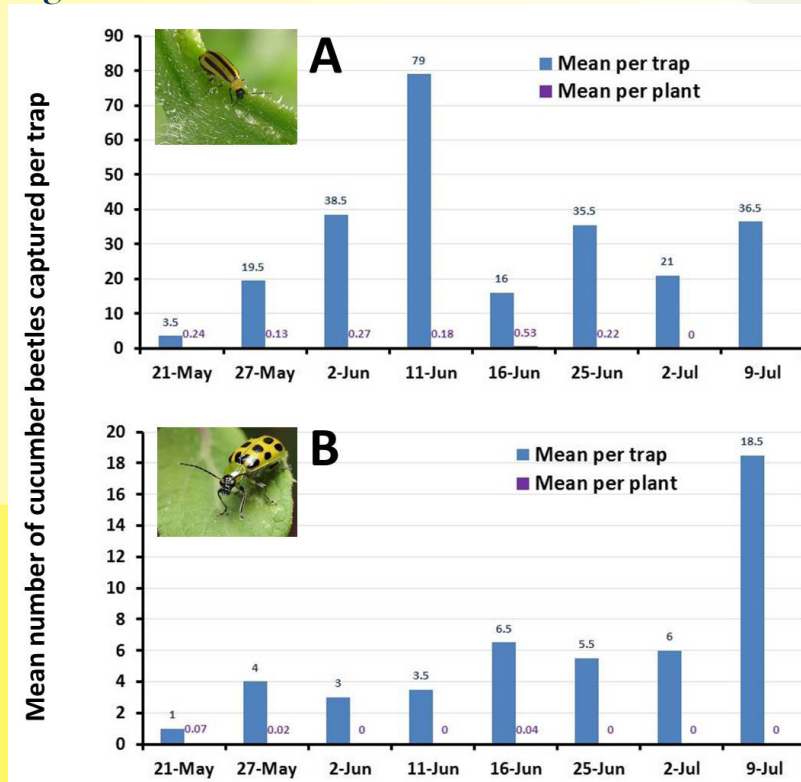 Mean number of cucumber beetles captured per trap
A
Mean per trap
Mean per plant
90
80
70
60
50
40
30
20
10
0
3.5
0.24
19.5
0.13
38.5
0.27
79
0.18
16
0.53
35.5
0.22
21
0
36.5
21-May
27-May
2-Jun
11-Jun
16-Jun
25-Jun
2-Jul
9-Jul
B
Mean per trap
Mean per plant
20
18
16
14
12
10
8
6
4
2
0
1
0.07
4
0.02
3
0
3.5
0
6.5
0.04
5.5
0
6
0
18.5
0
21-May
27-May
2-Jun
11-Jun
16-Jun
25-Jun
2-Jul
9-Jul